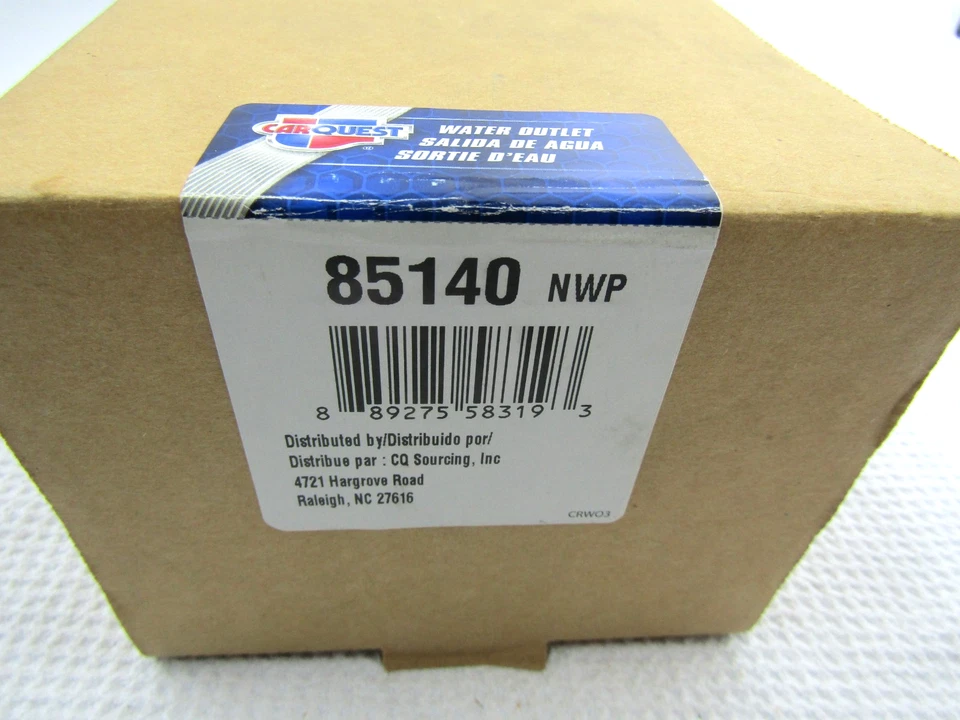 CARQUEST ®
WATER OUTLET
SALIDA DE AGUA
SORTIE D'EAU
85140 NWP
8 89275 58319 3
Distributed by/Distribuido por/
Distribue par : CQ Sourcing, Inc
4721 Hargrove Road
Raleigh, NC 27616
CRWO3